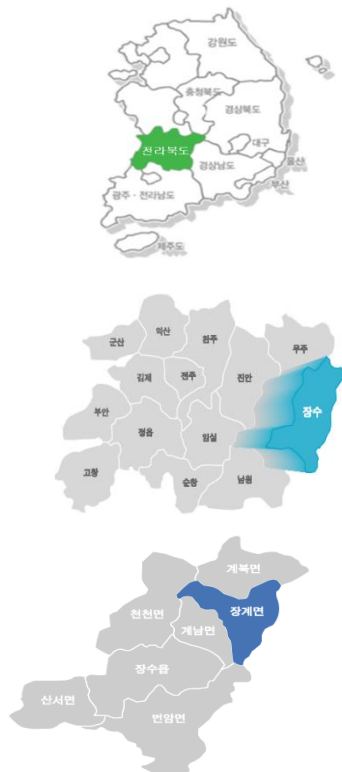 강원도
충청북도
경상북도
전라북도
대구
경상남도
울산
부산
광주 · 전라남도
제주도
익산
완주
무주
군산
김제
전주
진안
장수
부안
정읍
임실
고창
순창
남원
계북면
천천면
장계면
계남면
장수읍
산서면
번암면